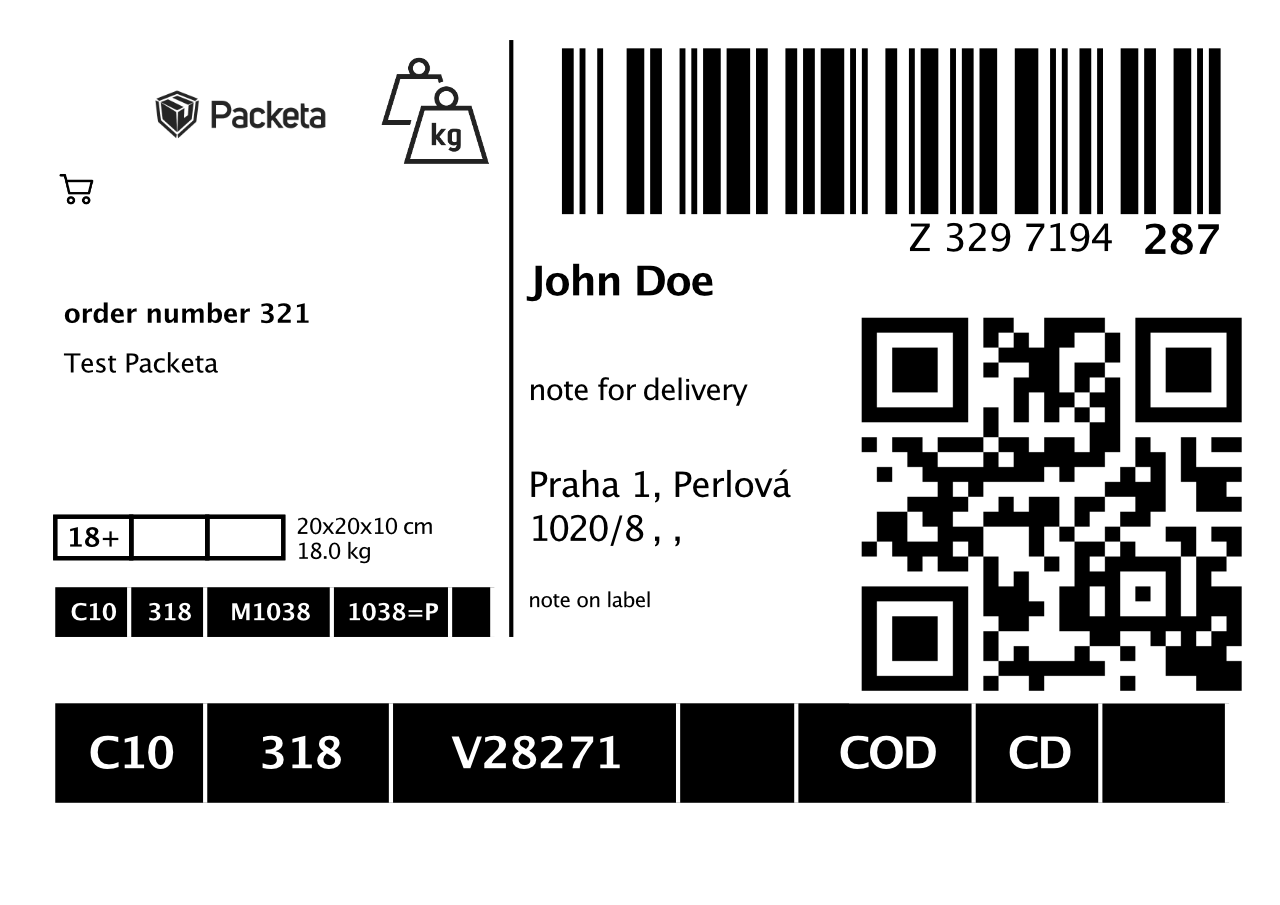 Packeta
kg
order number 321
Test Packeta
18+
20x20x10 cm
18.0 kg
C10 318 M1038 1038=P
Z 329 7194 287
John Doe
note for delivery
Praha 1, Perlová
1020/8 , ,
note on label
C10 318 V28271 COD CD